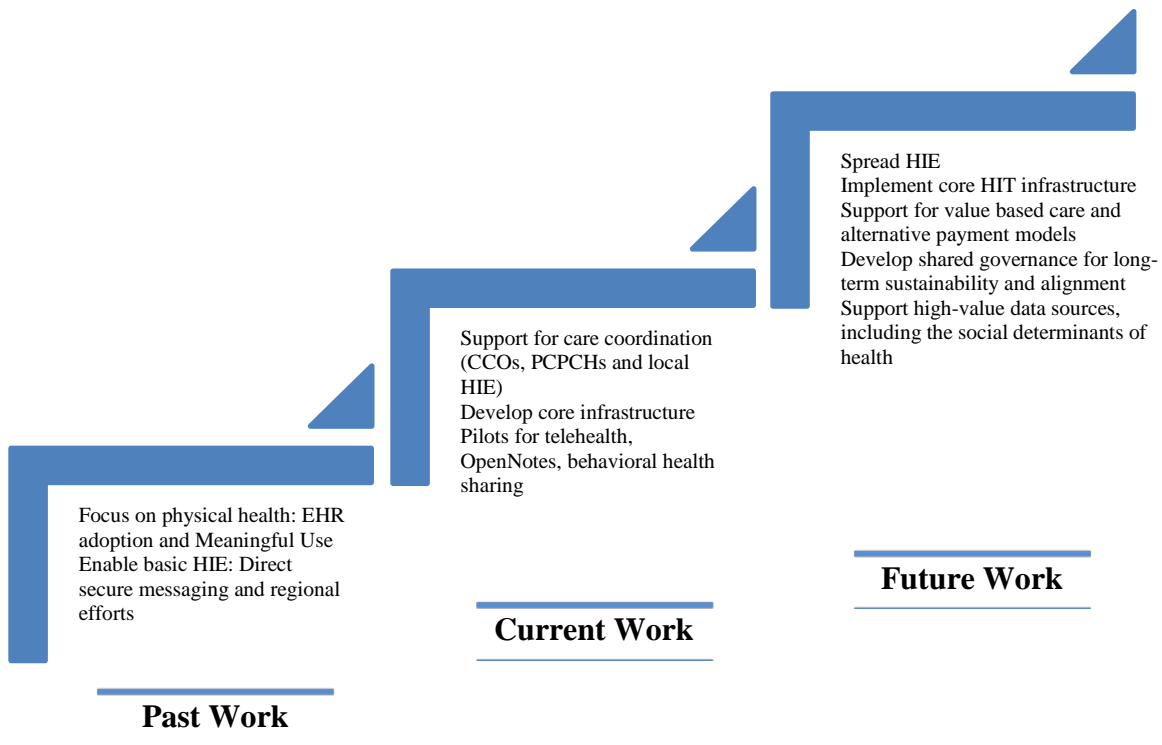 Focus on physical health: EHR
adoption and Meaningful Use
Enable basic HIE: Direct
secure messaging and regional
efforts
Past Work
Support for care coordination
(CCOs, PCPCHs and local
HIE)
Develop core infrastructure
Pilots for telehealth,
OpenNotes, behavioral health
sharing
Current Work
Spread HIE
Implement core HIT infrastructure
Support for value based care and
alternative payment models
Develop shared governance for long-
term sustainability and alignment
Support high-value data sources,
including the social determinants of
health
Future Work